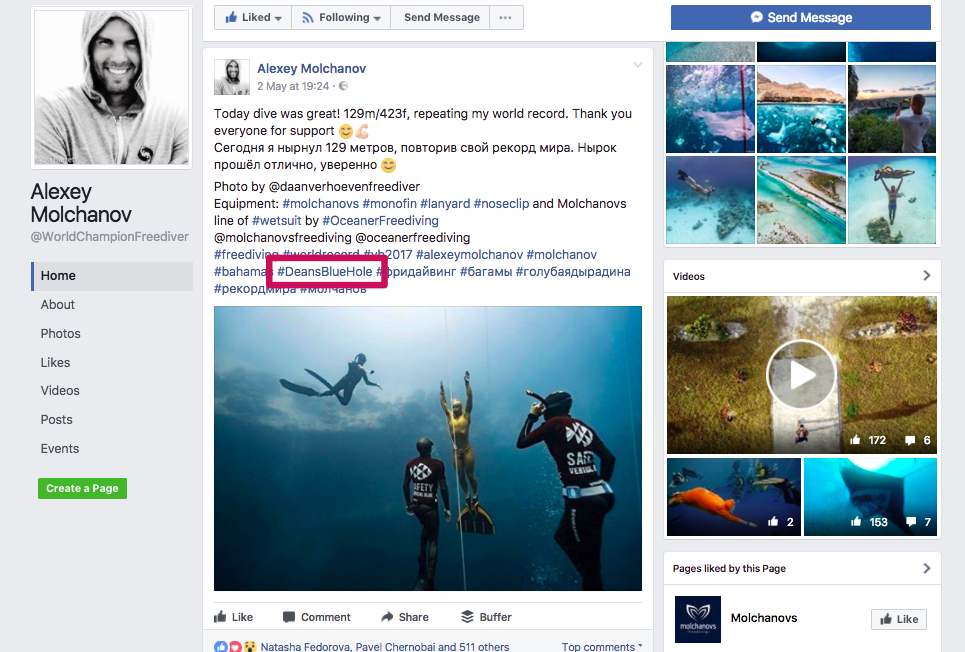 Liked
Following
Send Message
Send Message
Alexey
Molchanov
@WorldChampionFreediver
Home
About
Photos
Likes
Videos
Posts
Events
Create a Page
Alexey Molchanov
2 May at 19:24 ·
Today dive was great! 129m/423f, repeating my world record. Thank you
everyone for support 😊💪🏻
Сегодня я нырнул 129 метров, повторив свой рекорд мира. Нырок
прошёл отлично, уверенно 😊
Photo by @daanverhoevenfreediver
Equipment: #molchanovs #monofin #lanyard #noseclip and Molchanovs
line of #wetsuit by #OceanerFreediving
@molchanovsfreediving @oceanerfreediving
#freediving #worldrecord #vb2017 #alexeymolchanov #molchanov
#bahamas #DeansBlueHole #фридайвинг #багамы #голубаядырадина
#рекордмира #молчанов
SAFETY
SAFE
Like
Comment
Share
Buffer
Natasha Fedorova, Pavel Chernobai and 511 others
Top comments
Videos
172
6
2
153
7
Pages liked by this Page
molchanovs
Molchanovs
Like